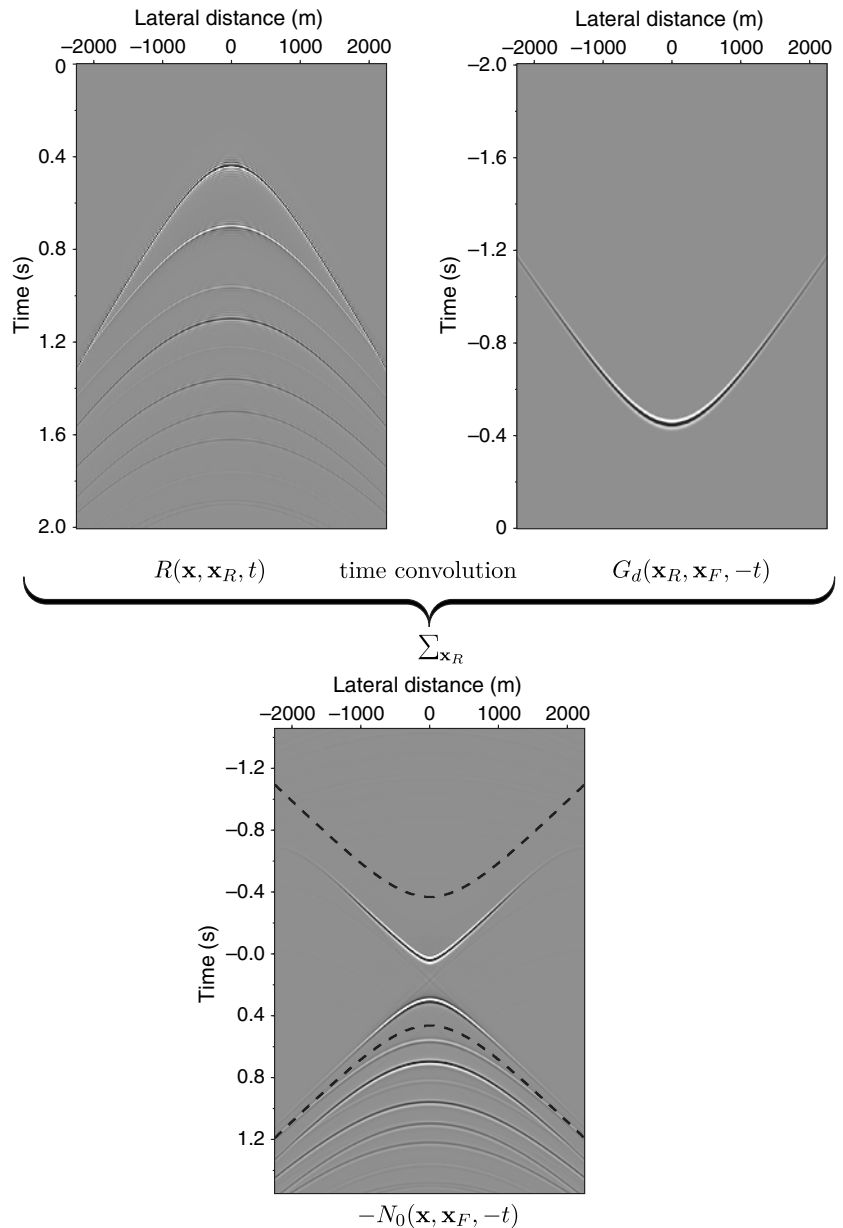 Lateral distance (m)
Lateral distance (m)
–2000 –1000 0 1000 2000
–2000 –1000 0 1000 2000
0
0.4
0.8
1.2
1.6
2.0
Time (s)
–2.0
–1.6
–1.2
–0.8
–0.4
0
Time (s)
R(x, x_R, t) time convolution G_d(x_R, x_F, −t)
∑_{x_R}
Lateral distance (m)
–2000 –1000 0 1000 2000
–1.2
–0.8
–0.4
–0.0
0.4
0.8
1.2
Time (s)
−N_0(x, x_F, −t)